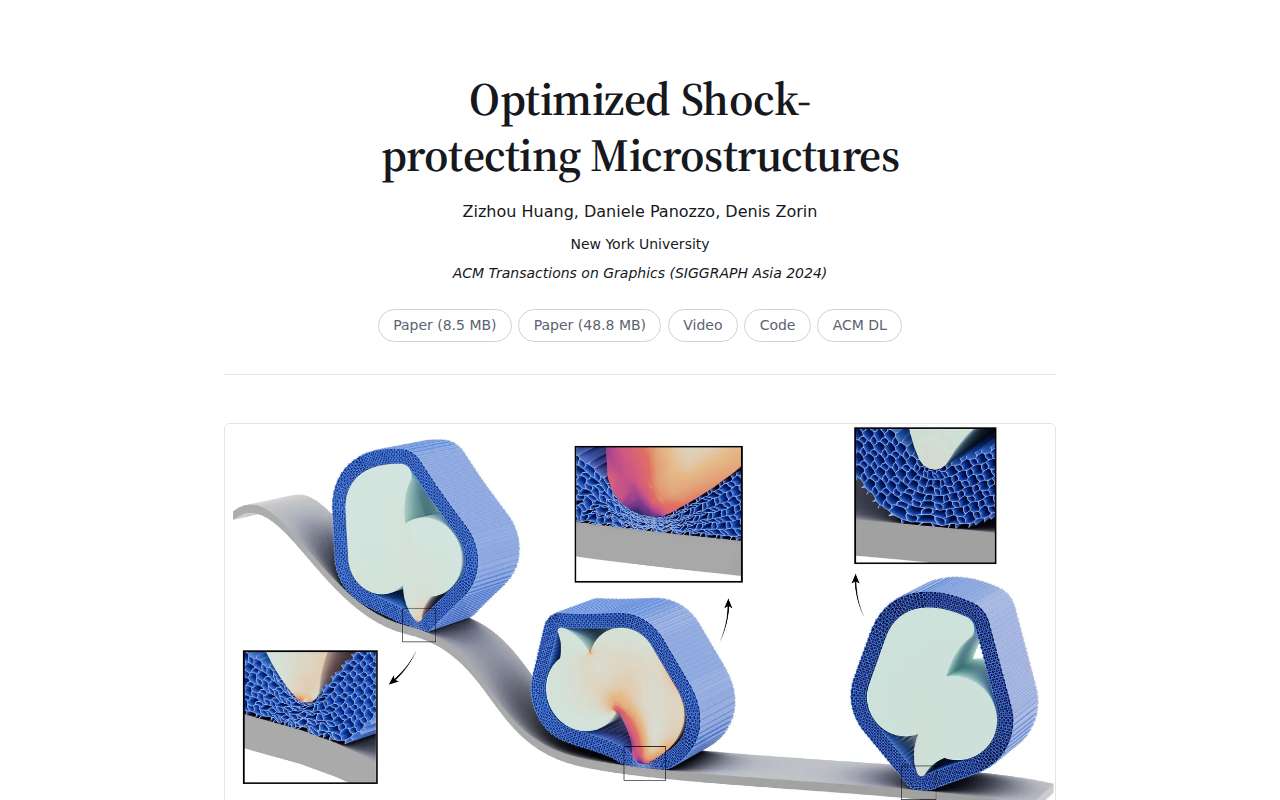 Optimized Shock-
protecting Microstructures
Zizhou Huang, Daniele Panozzo, Denis Zorin
New York University
ACM Transactions on Graphics (SIGGRAPH Asia 2024)
Paper (8.5 MB) Paper (48.8 MB) Video Code ACM DL